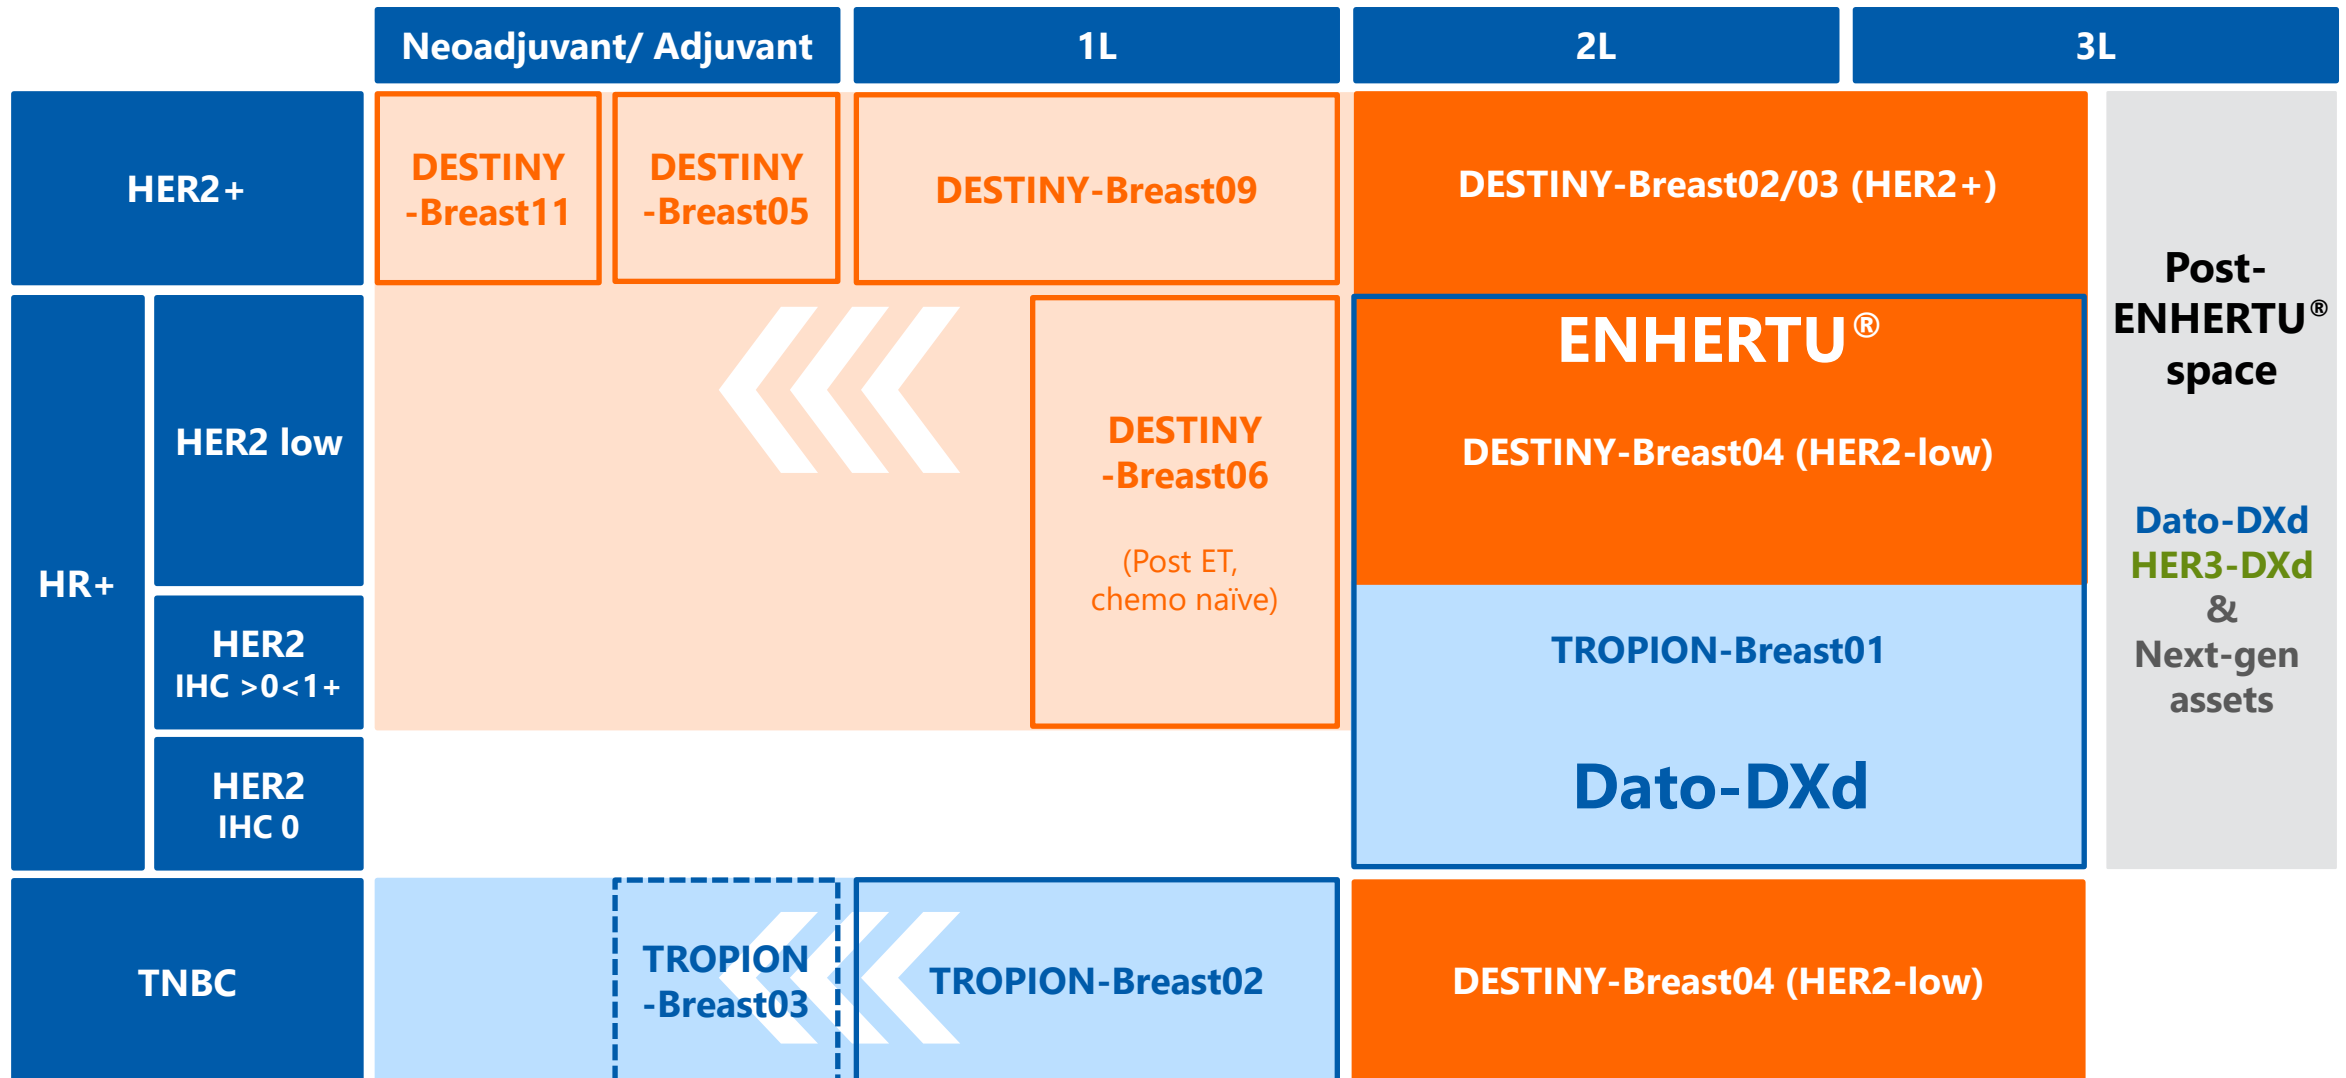 Neoadjuvant/ Adjuvant
1L
2L
3L
HER2+
DESTINY
-Breast11
DESTINY
-Breast05
DESTINY-Breast09
DESTINY-Breast02/03 (HER2+)
HR+
HER2 low
HER2
IHC >0<1+
HER2
IHC 0
DESTINY
-Breast06
(Post ET,
chemo naïve)
ENHERTU®
DESTINY-Breast04 (HER2-low)
TROPION-Breast01
Dato-DXd
Post-
ENHERTU®
space
Dato-DXd
HER3-DXd
&
Next-gen
assets
TNBC
TROPION
-Breast03
TROPION-Breast02
DESTINY-Breast04 (HER2-low)